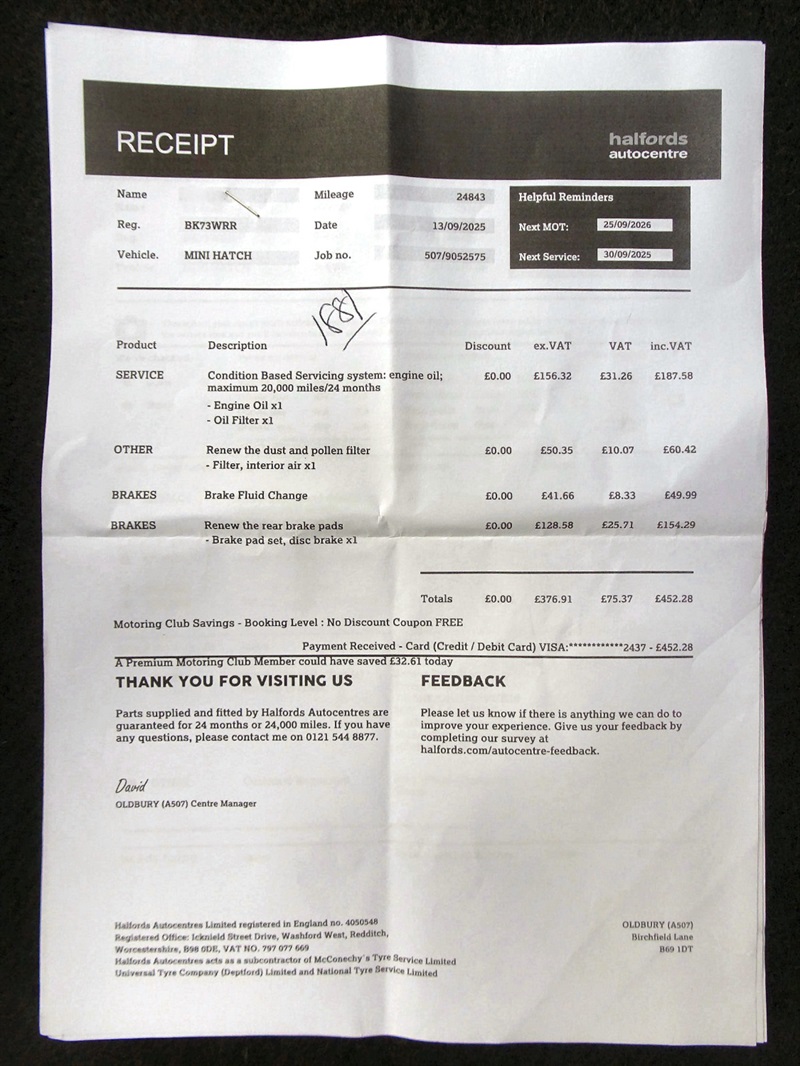 RECEIPT
halfords
autocentre
Name Mileage 24843
Reg. BK73WRR Date 13/09/2025
Vehicle. MINI HATCH Job no. 507/9052575
Helpful Reminders
Next MOT: 25/09/2026
Next Service: 30/09/2025
1881
Product Description Discount ex.VAT VAT inc.VAT
SERVICE Condition Based Servicing system: engine oil; £0.00 £156.32 £31.26 £187.58
maximum 20,000 miles/24 months
- Engine Oil x1
- Oil Filter x1
OTHER Renew the dust and pollen filter £0.00 £50.35 £10.07 £60.42
- Filter, interior air x1
BRAKES Brake Fluid Change £0.00 £41.66 £8.33 £49.99
BRAKES Renew the rear brake pads £0.00 £128.58 £25.71 £154.29
- Brake pad set, disc brake x1
Totals £0.00 £376.91 £75.37 £452.28
Motoring Club Savings - Booking Level : No Discount Coupon FREE
Payment Received - Card (Credit / Debit Card) VISA:************2437 - £452.28
A Premium Motoring Club Member could have saved £32.61 today
THANK YOU FOR VISITING US
Parts supplied and fitted by Halfords Autocentres are
guaranteed for 24 months or 24,000 miles. If you have
any questions, please contact me on 0121 544 8877.
David
OLDBURY (A507) Centre Manager
FEEDBACK
Please let us know if there is anything we can do to
improve your experience. Give us your feedback by
completing our survey at
halfords.com/autocentre-feedback.
Halfords Autocentres Limited registered in England no. 4050548
Registered Office: Icknield Street Drive, Washford West, Redditch,
Worcestershire, B98 0DE, VAT NO. 797 077 669
Halfords Autocentres acts as a subcontractor of McConechy's Tyre Service Limited
Universal Tyre Company (Deptford) Limited and National Tyre Service Limited
OLDBURY (A507)
Birchfield Lane
B69 1DT